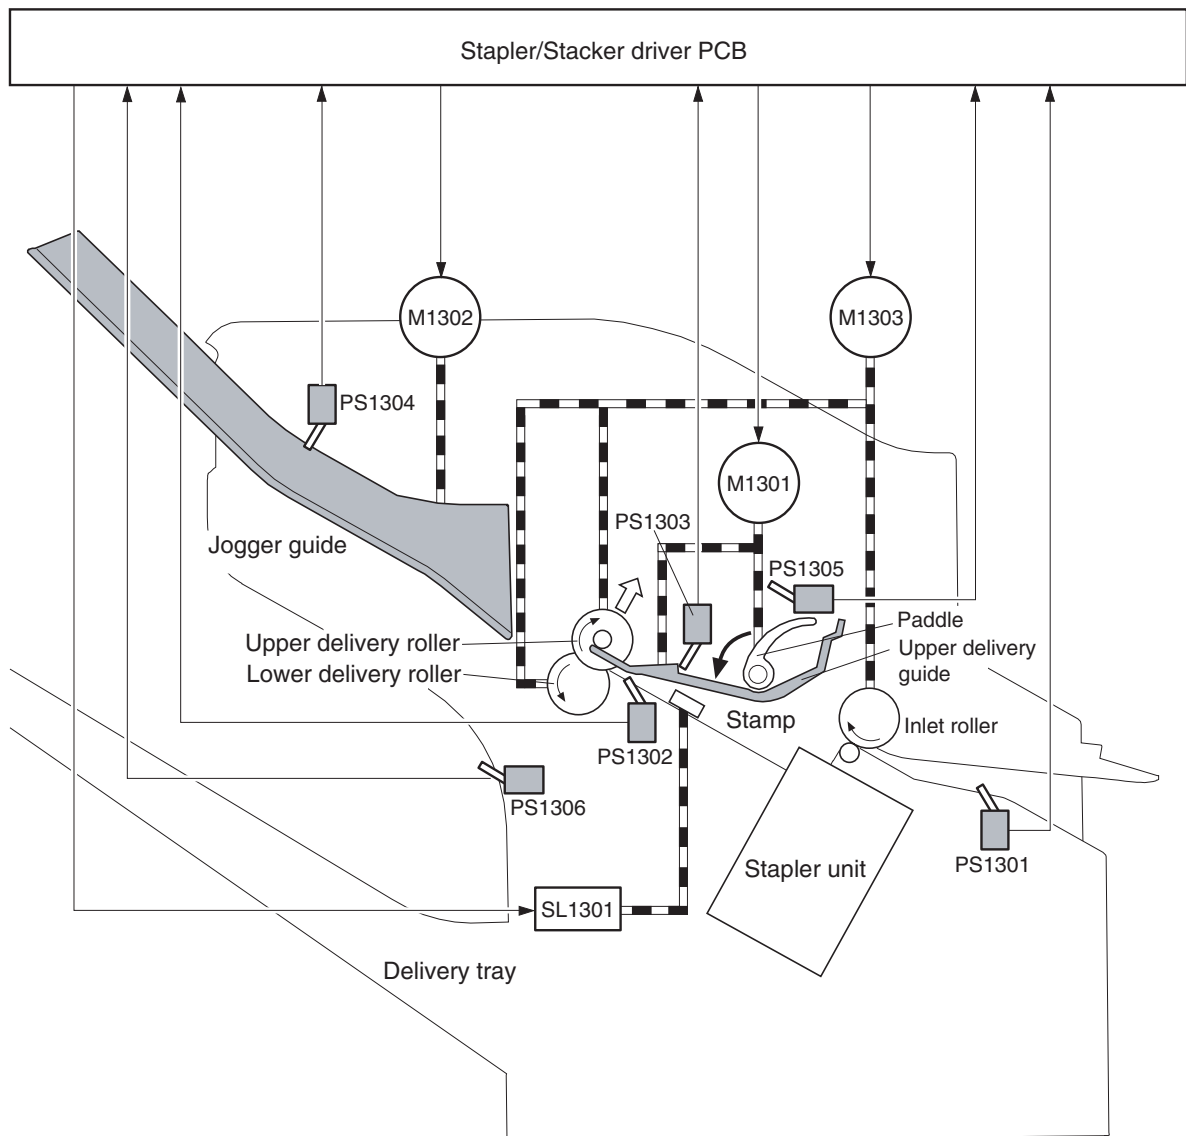 Stapler/Stacker driver PCB
M1302
M1303
PS1304
M1301
PS1303
Jogger guide
PS1305
Paddle
Upper delivery roller
Upper delivery
guide
Lower delivery roller
Stamp
Inlet roller
PS1302
PS1306
Stapler unit
PS1301
SL1301
Delivery tray